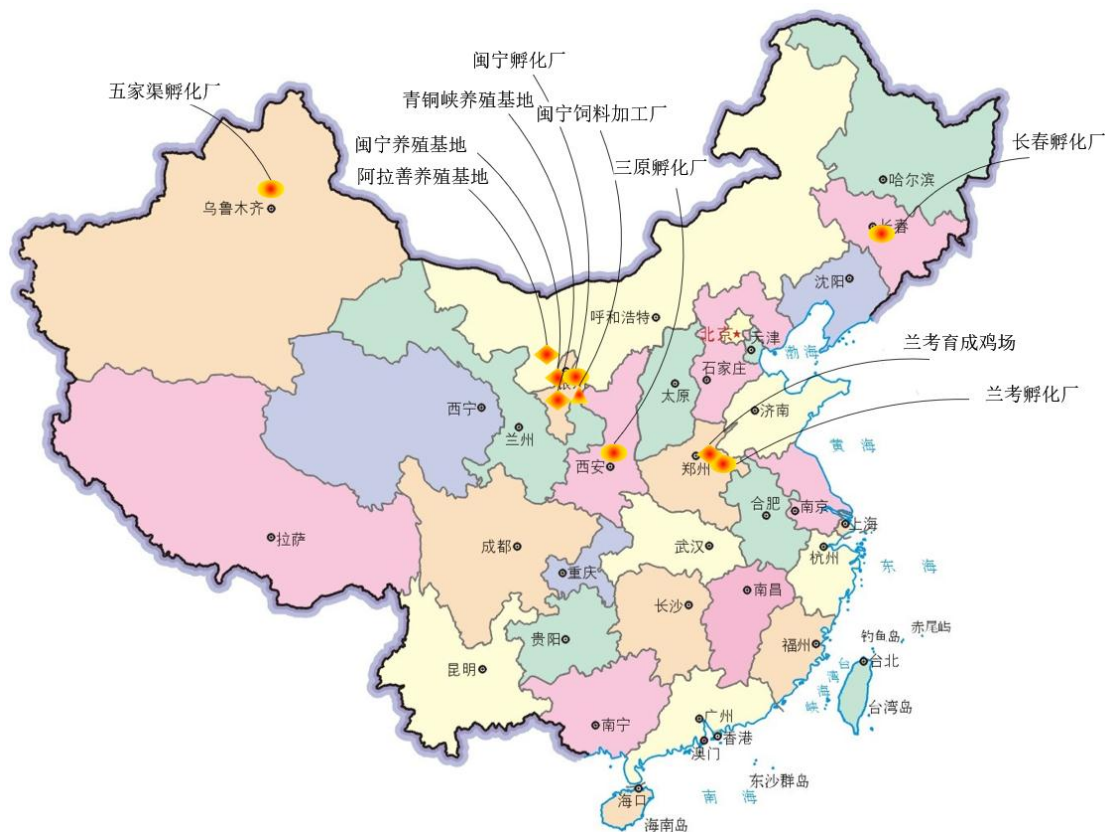 闽宁孵化厂
五家渠孵化厂
青铜峡养殖基地
闽宁饲料加工厂
闽宁养殖基地
三原孵化厂
长春孵化厂
阿拉善养殖基地
哈尔滨
乌鲁木齐
长春
沈阳
呼和浩特
北京
天津
渤海
兰考育成鸡场
石家庄
太原
西宁
济南
兰考孵化厂
兰州
黄海
郑州
西安
合肥
南京
上海
拉萨
成都
武汉
杭州
东海
重庆
南昌
长沙
赤尾屿
钓鱼岛
贵阳
福州
台北
昆明
台湾海峡
台湾岛
广州
南宁
香港
澳门
东沙群岛
南海
海口
海南岛